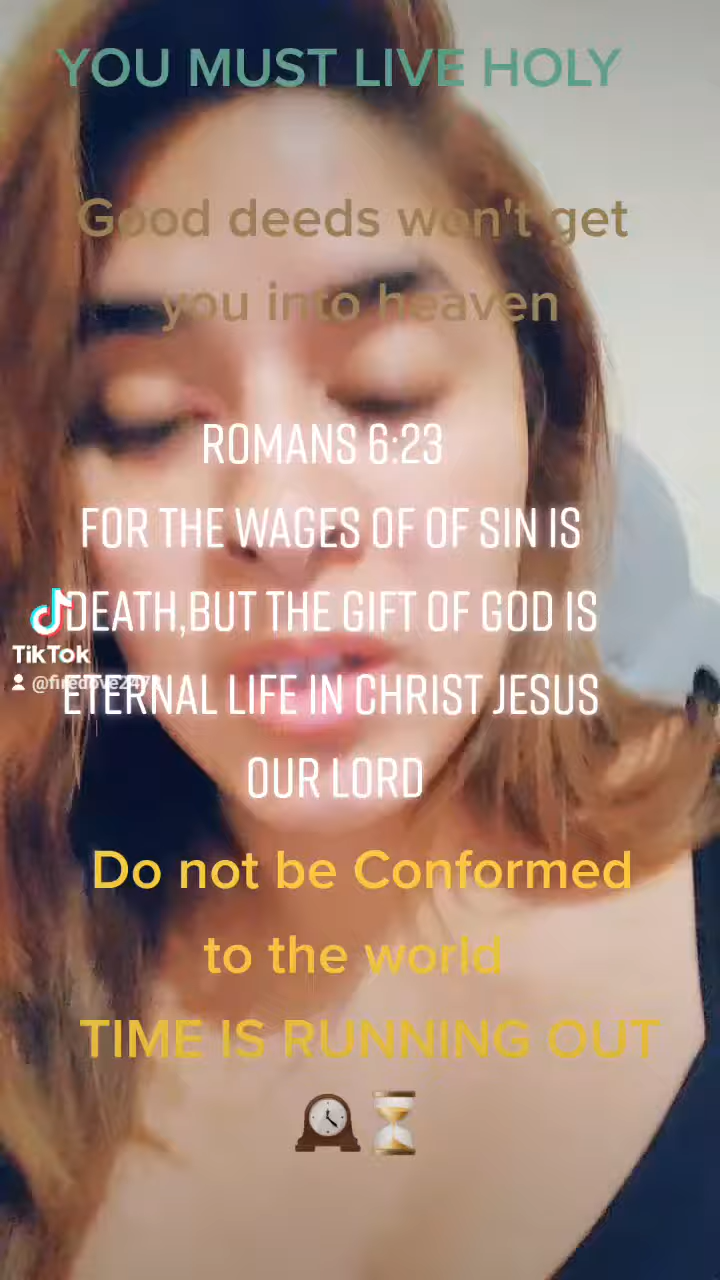 YOU MUST LIVE HOLY
Good deeds won't get
you into heaven
ROMANS 6:23
FOR THE WAGES OF OF SIN IS
DEATH,BUT THE GIFT OF GOD IS
TikTok
ETERNAL LIFE IN CHRIST JESUS
OUR LORD
Do not be Conformed
to the world
TIME IS RUNNING OUT